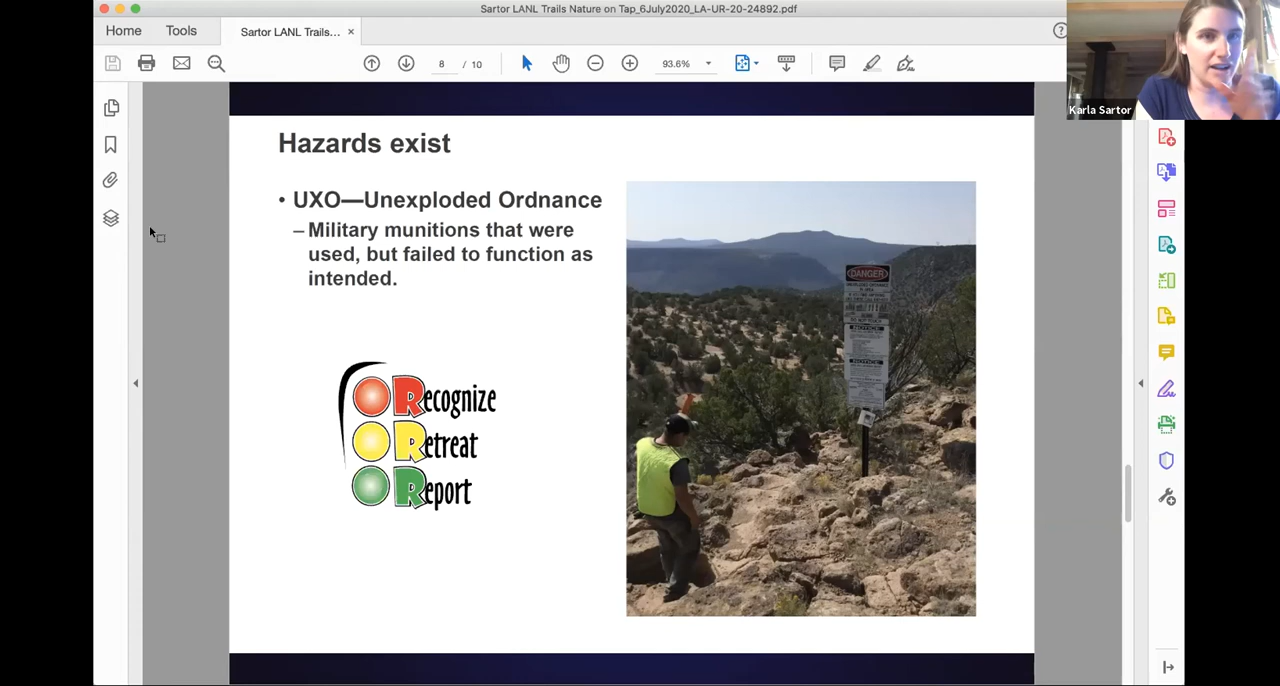 Sartor LANL Trails Nature on Tap_6July2020_LA-UR-20-24892.pdf
Home
Tools
Sartor LANL Trails...
8 / 10
93.6%
Karla Sartor
Hazards exist
• UXO—Unexploded Ordnance
– Military munitions that were
used, but failed to function as
intended.
Recognize
Retreat
Report
DANGER
NOTICE
NOTICE